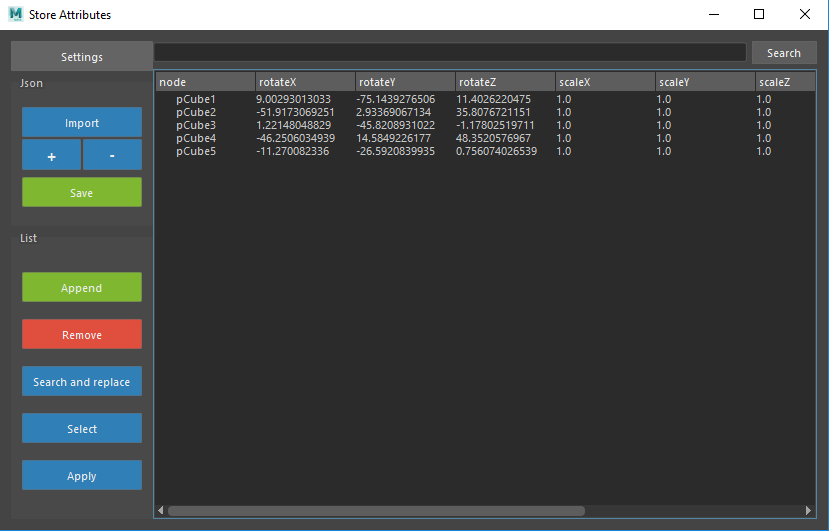 Store Attributes
Settings
Search
Json
Import
+ -
Save
List
Append
Remove
Search and replace
Select
Apply
node rotateX rotateY rotateZ scaleX scaleY scaleZ
pCube1 9.00293013033 -75.1439276506 11.4026220475 1.0 1.0 1.0
pCube2 -51.9173069251 2.93369067134 35.8076721151 1.0 1.0 1.0
pCube3 1.22148048829 -45.8208931022 -1.17802519711 1.0 1.0 1.0
pCube4 -46.2506034939 14.5849226177 48.3520576967 1.0 1.0 1.0
pCube5 -11.270082336 -26.5920839935 0.756074026539 1.0 1.0 1.0